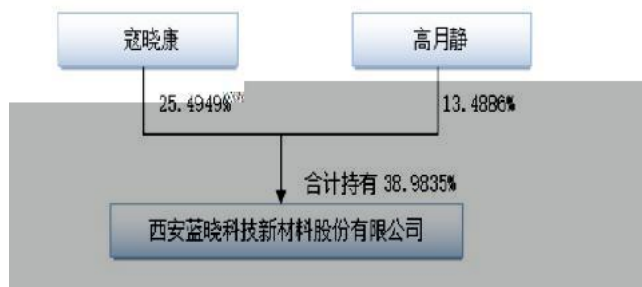 寇晓康
高月静
25.4949%
13.4886%
合计持有 38.9835%
西安蓝晓科技新材料股份有限公司